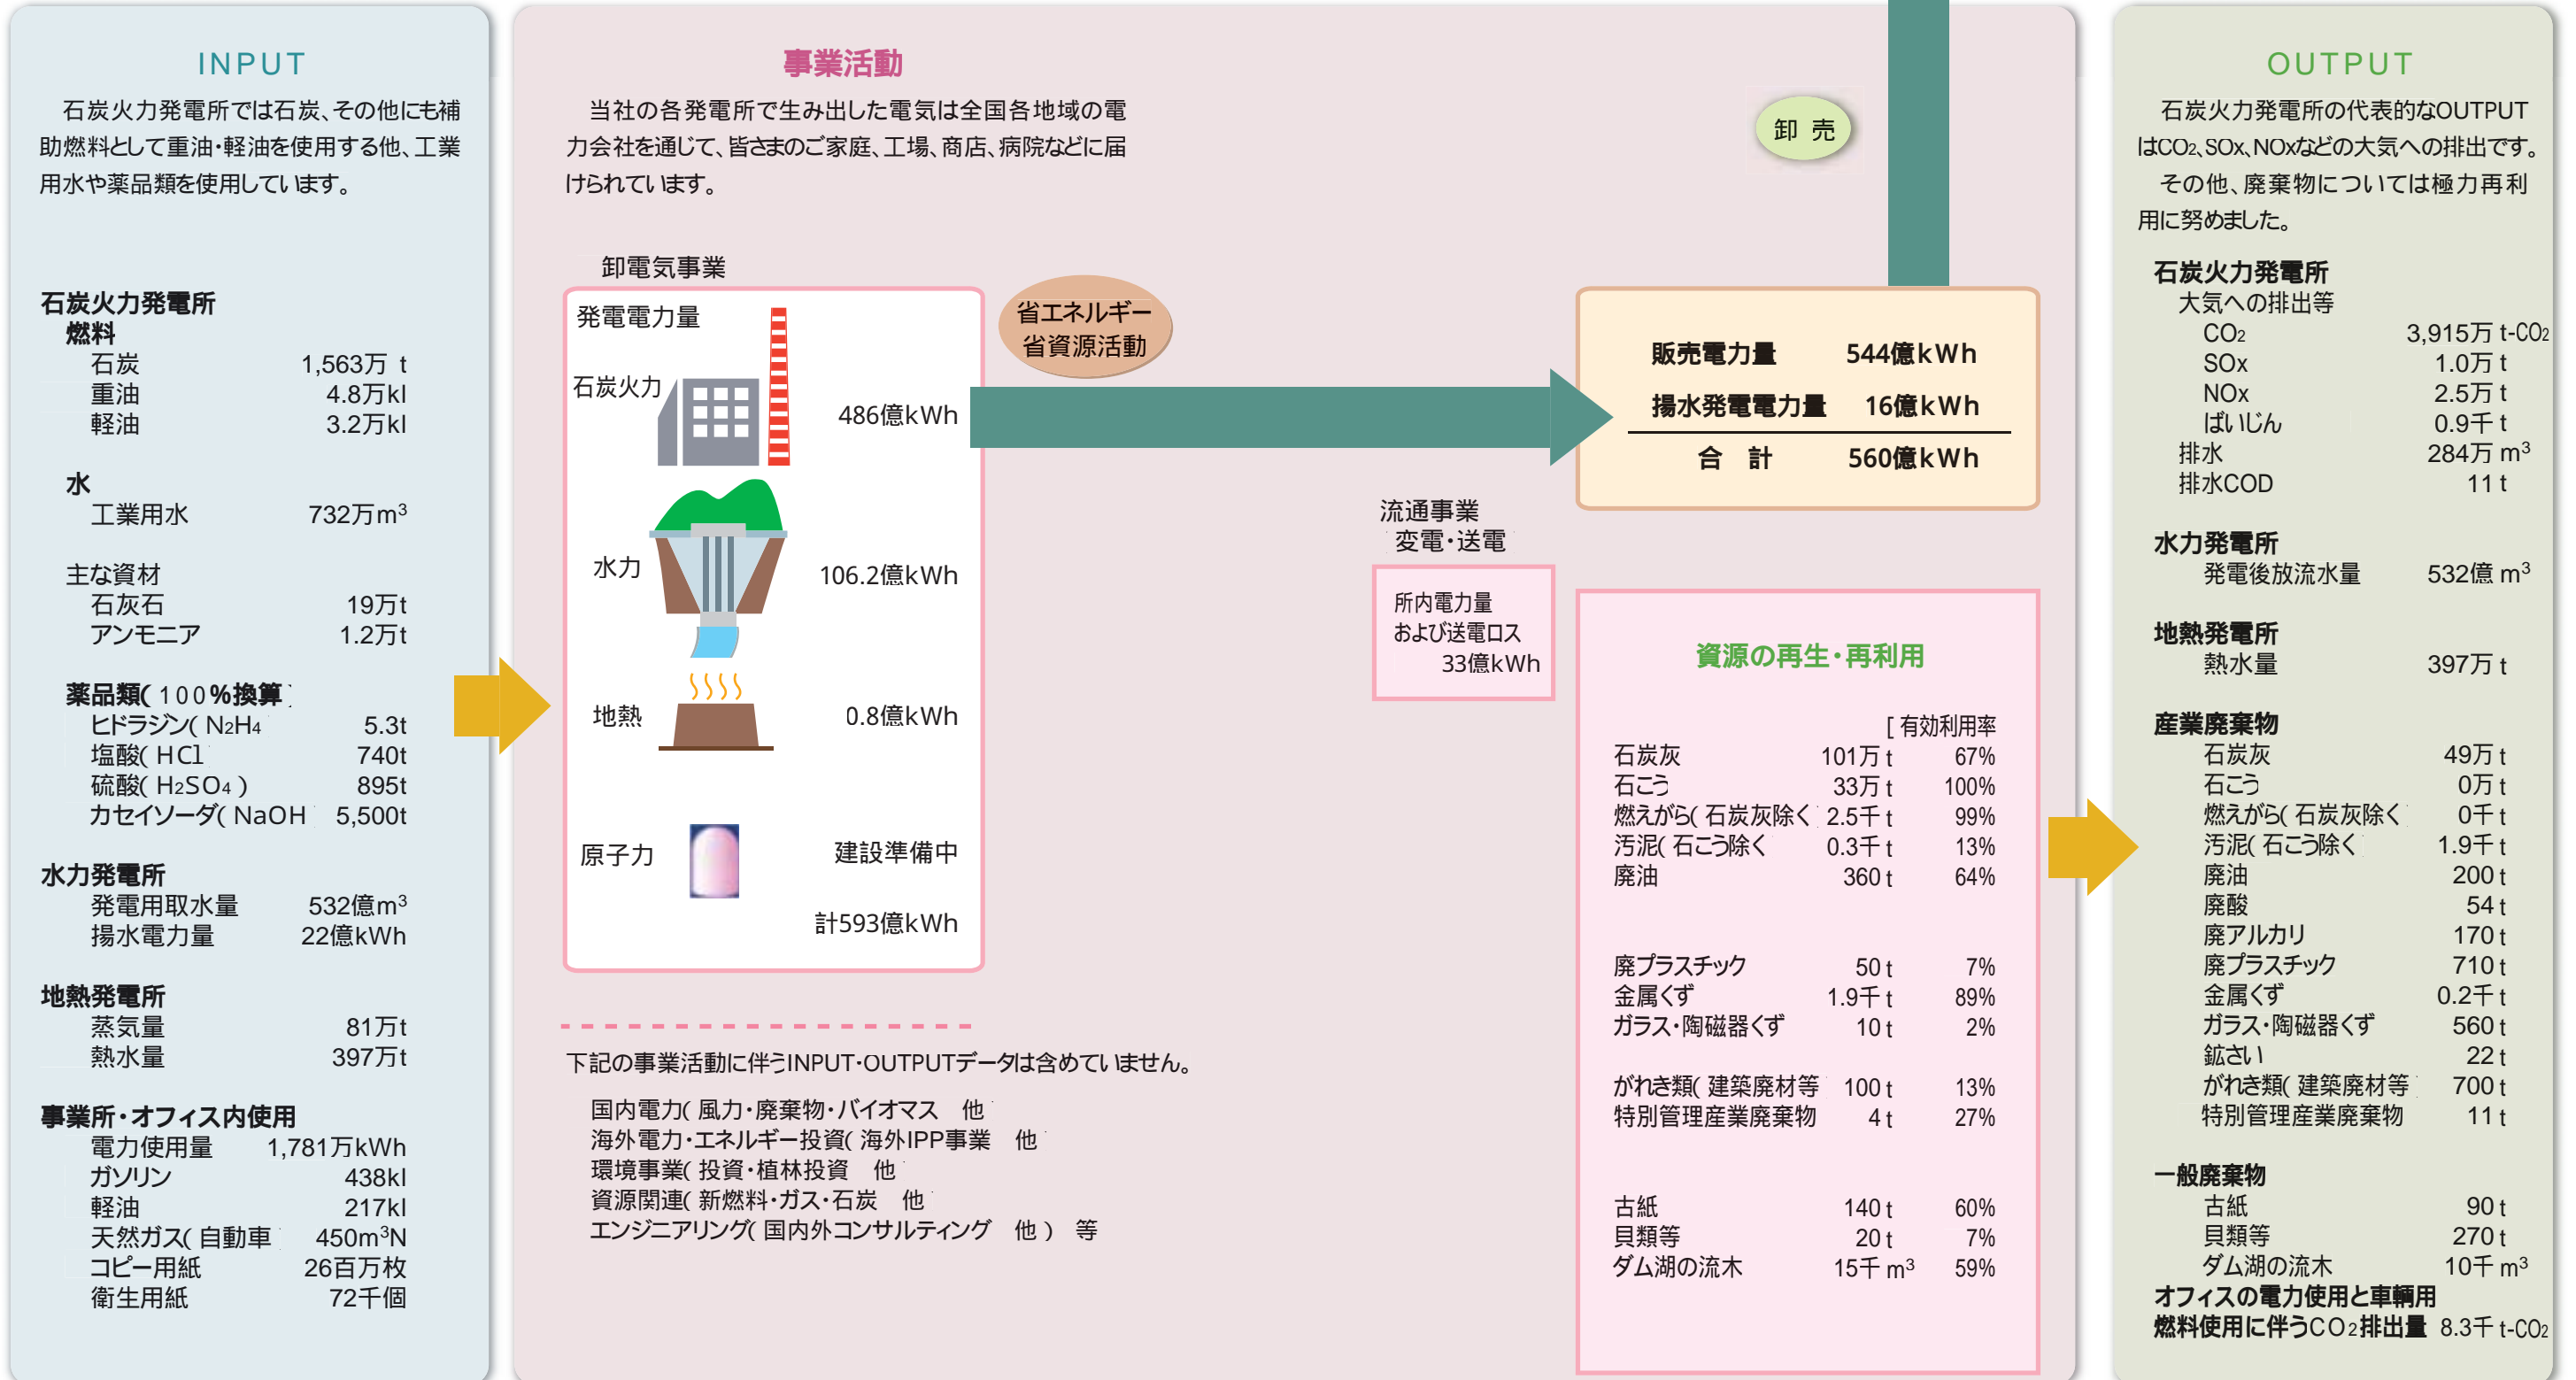 INPUT
石炭火力発電所では石炭、その他にも補
助燃料として重油・軽油を使用する他、工業
用水や薬品類を使用しています。
石炭火力発電所
燃料
石炭 1,563万 t
重油 4.8万kl
軽油 3.2万kl
水
工業用水 732万m³
主な資材
石灰石 19万t
アンモニア 1.2万t
薬品類(100%換算
ヒドラジン(N₂H₄ 5.3t
塩酸(HCl 740t
硫酸(H₂SO₄) 895t
カセイソーダ(NaOH 5,500t
水力発電所
発電用取水量 532億m³
揚水電力量 22億kWh
地熱発電所
蒸気量 81万t
熱水量 397万t
事業所・オフィス内使用
電力使用量 1,781万kWh
ガソリン 438kl
軽油 217kl
天然ガス(自動車 450m³N
コピー用紙 26百万枚
衛生用紙 72千個
事業活動
当社の各発電所で生み出した電気は全国各地域の電
力会社を通じて、皆さまのご家庭、工場、商店、病院などに届
けられています。
卸売
卸電気事業
発電電力量
石炭火力 486億kWh
水力 106.2億kWh
地熱 0.8億kWh
原子力 建設準備中
計593億kWh
省エネルギー
省資源活動
販売電力量 544億kWh
揚水発電電力量 16億kWh
合 計 560億kWh
流通事業
変電・送電
所内電力量
および送電ロス
33億kWh
資源の再生・再利用
[有効利用率
石炭灰 101万 t 67%
石こう 33万 t 100%
燃えがら(石炭灰除く 2.5千 t 99%
汚泥(石こう除く 0.3千 t 13%
廃油 360 t 64%
廃プラスチック 50 t 7%
金属くず 1.9千 t 89%
ガラス・陶磁器くず 10 t 2%
がれき類(建築廃材等 100 t 13%
特別管理産業廃棄物 4 t 27%
古紙 140 t 60%
貝類等 20 t 7%
ダム湖の流木 15千 m³ 59%
下記の事業活動に伴うINPUT・OUTPUTデータは含めていません。
国内電力(風力・廃棄物・バイオマス 他
海外電力・エネルギー投資(海外IPP事業 他
環境事業(投資・植林投資 他
資源関連(新燃料・ガス・石炭 他
エンジニアリング(国内外コンサルティング 他) 等
OUTPUT
石炭火力発電所の代表的なOUTPUT
はCO₂、SOx、NOxなどの大気への排出です。
その他、廃棄物については極力再利
用に努めました。
石炭火力発電所
大気への排出等
CO₂ 3,915万 t-CO₂
SOx 1.0万 t
NOx 2.5万 t
ばいじん 0.9千 t
排水 284万 m³
排水COD 11 t
水力発電所
発電後放流水量 532億 m³
地熱発電所
熱水量 397万 t
産業廃棄物
石炭灰 49万 t
石こう 0万 t
燃えがら(石炭灰除く 0千 t
汚泥(石こう除く 1.9千 t
廃油 200 t
廃酸 54 t
廃アルカリ 170 t
廃プラスチック 710 t
金属くず 0.2千 t
ガラス・陶磁器くず 560 t
鉱さい 22 t
がれき類(建築廃材等 700 t
特別管理産業廃棄物 11 t
一般廃棄物
古紙 90 t
貝類等 270 t
ダム湖の流木 10千 m³
オフィスの電力使用と車輌用
燃料使用に伴うCO₂排出量 8.3千 t-CO₂